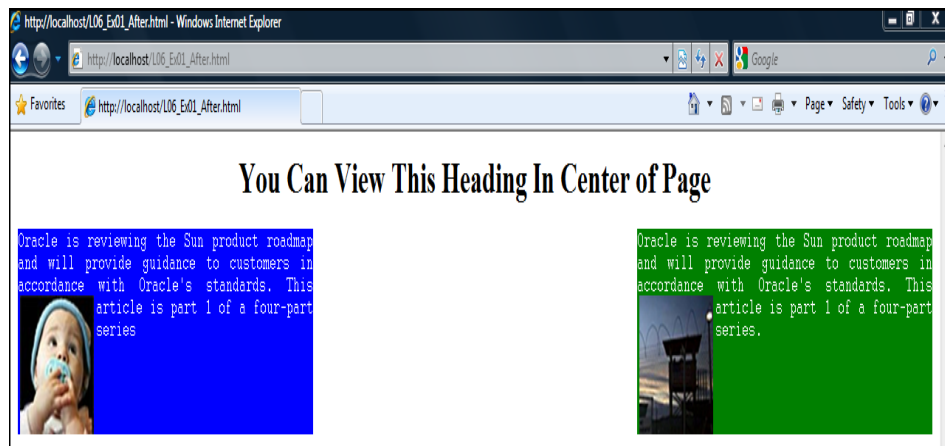 http://localhost/L06_Ex01_After.html - Windows Internet Explorer
http://localhost/L06_Ex01_After.html
Google
Favorites
http://localhost/L06_Ex01_After.html
Page
Safety
Tools
You Can View This Heading In Center of Page
Oracle is reviewing the Sun product roadmap
and will provide guidance to customers in
accordance with Oracle's standards. This
article is part 1 of a four-part
series
Oracle is reviewing the Sun product roadmap
and will provide guidance to customers in
accordance with Oracle's standards. This
article is part 1 of a four-part
series.